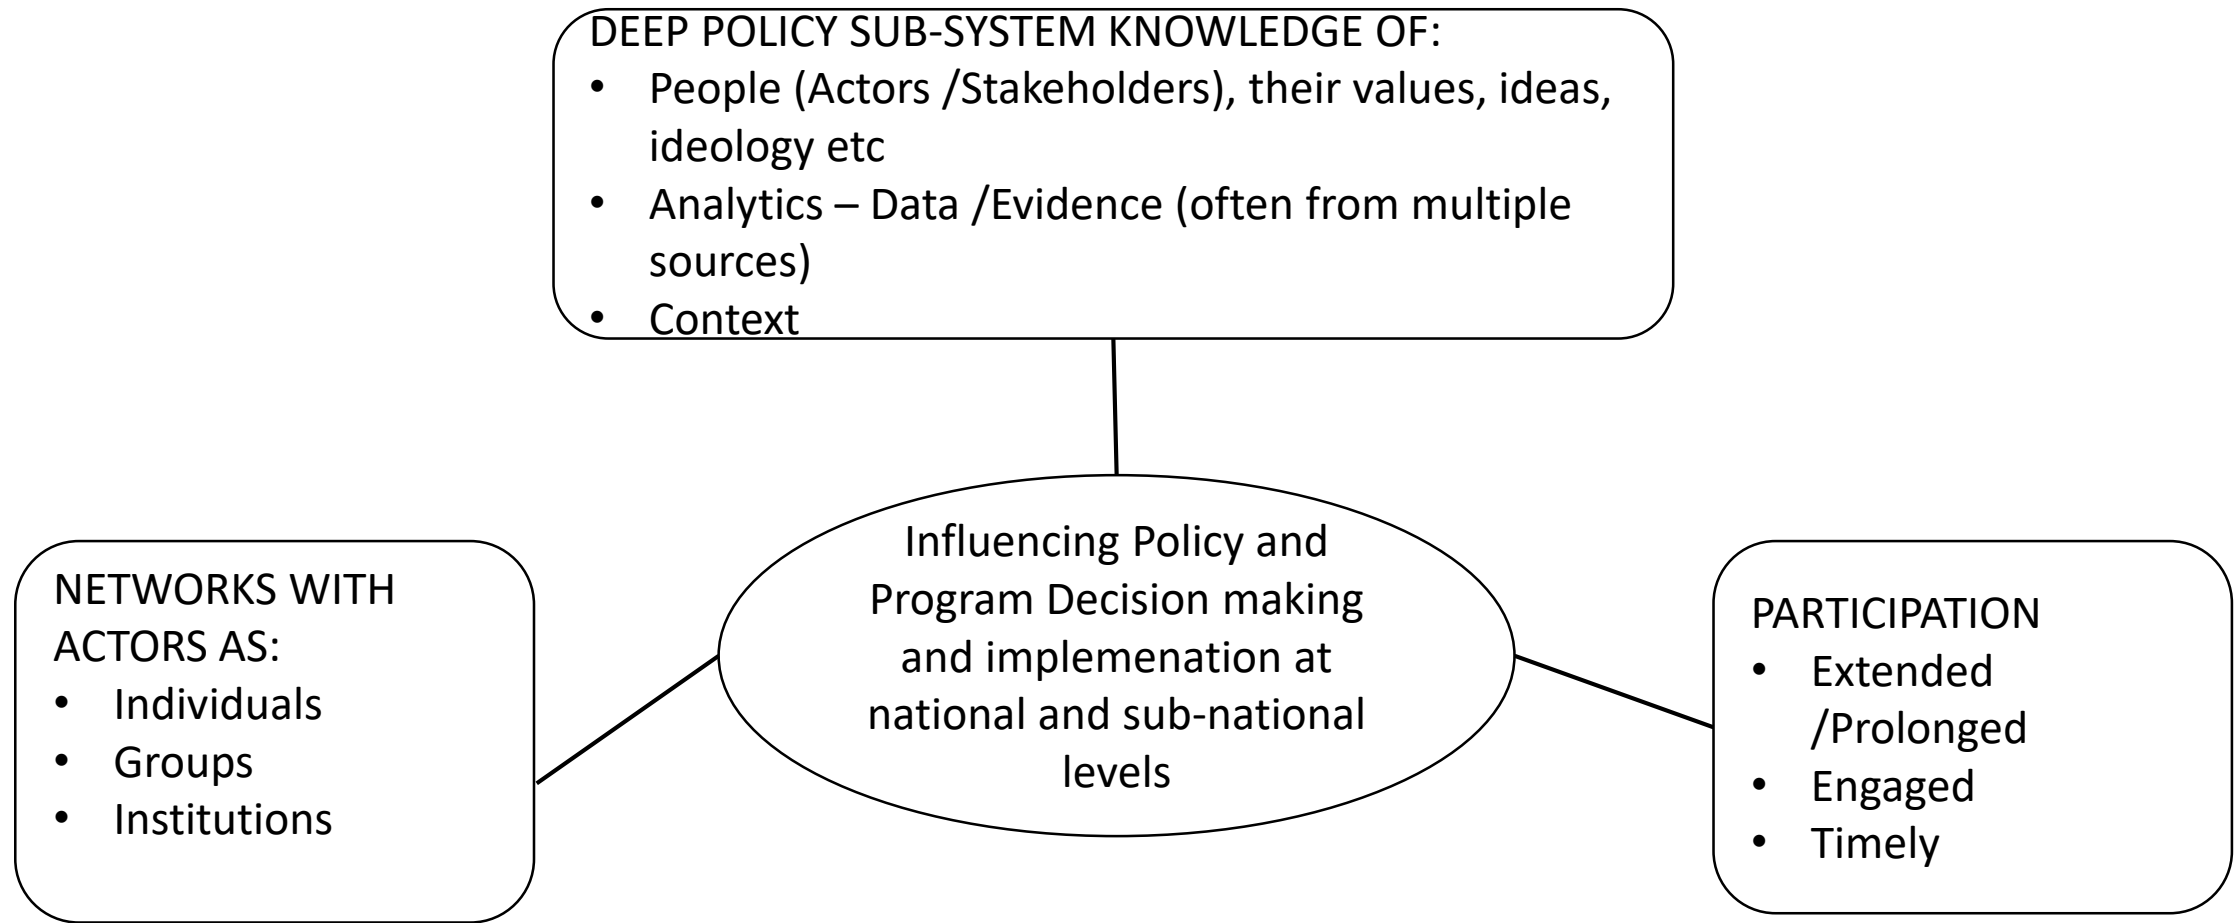 DEEP POLICY SUB-SYSTEM KNOWLEDGE OF:
• People (Actors /Stakeholders), their values, ideas,
ideology etc
• Analytics – Data /Evidence (often from multiple
sources)
• Context
Influencing Policy and
Program Decision making
and implemenation at
national and sub-national
levels
NETWORKS WITH
ACTORS AS:
• Individuals
• Groups
• Institutions
PARTICIPATION
• Extended
/Prolonged
• Engaged
• Timely